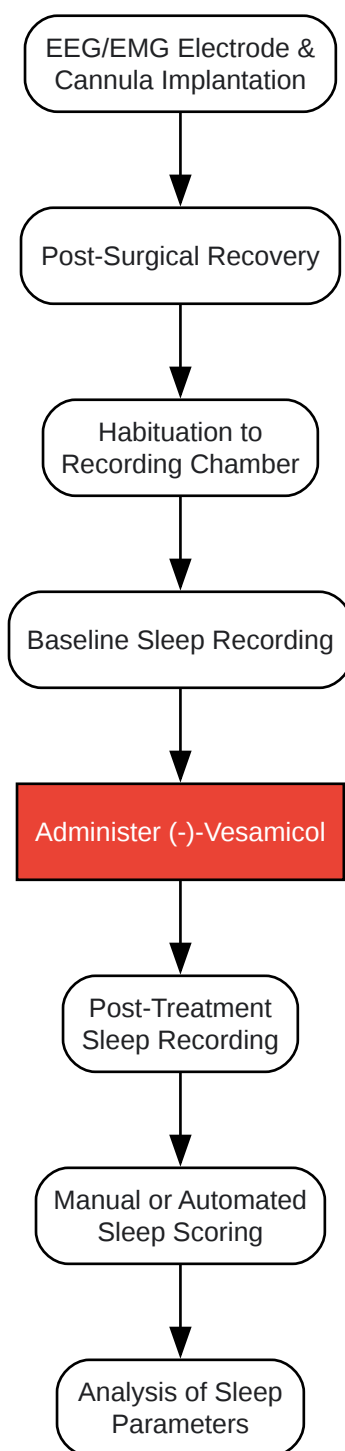 EEG/EMG Electrode &
Cannula Implantation
Post-Surgical Recovery
Habituation to
Recording Chamber
Baseline Sleep Recording
Administer (-)-Vesamicol
Post-Treatment
Sleep Recording
Manual or Automated
Sleep Scoring
Analysis of Sleep
Parameters